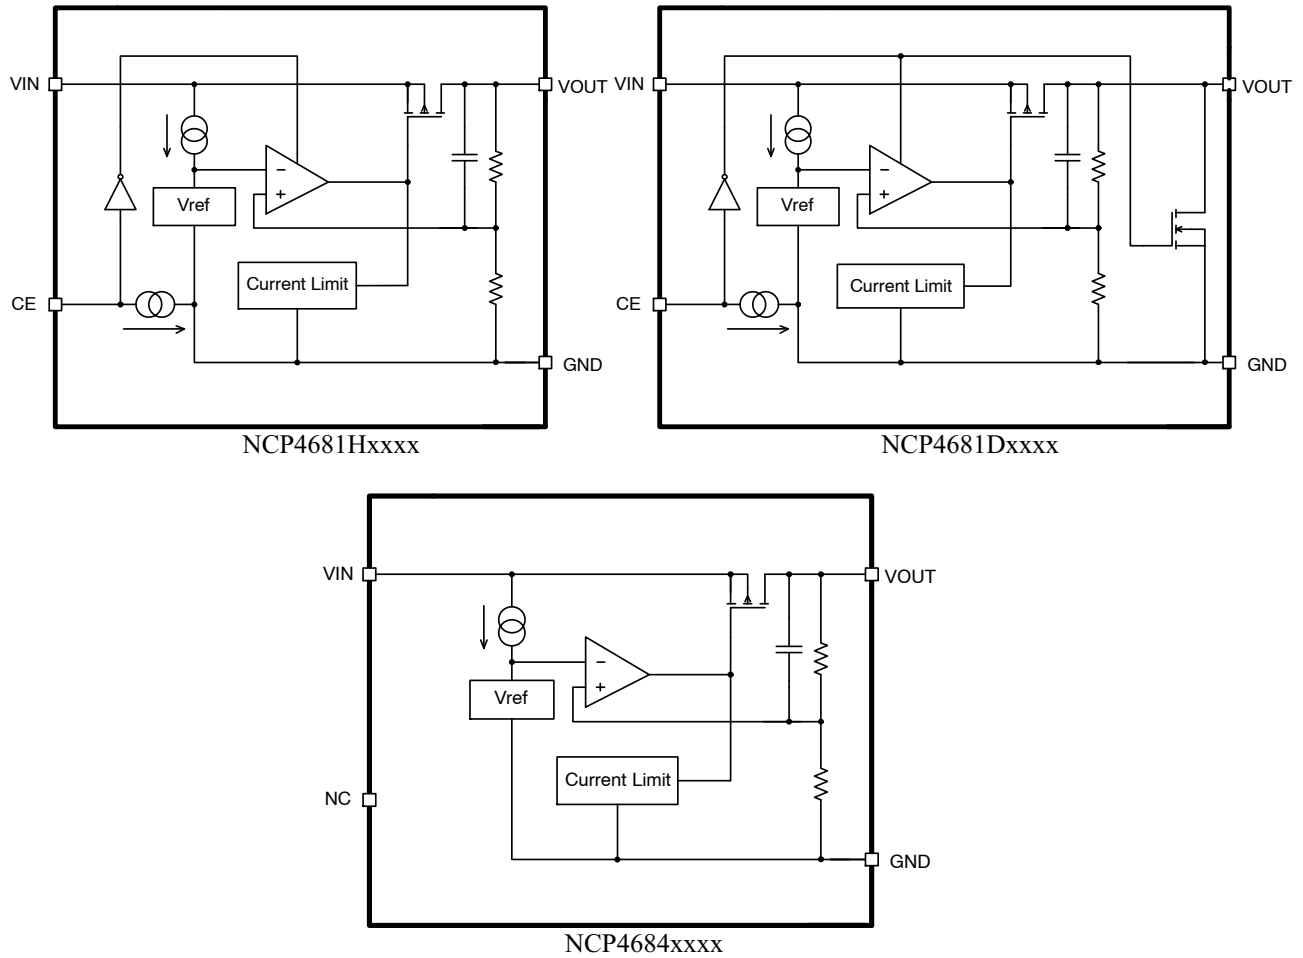 VIN
VOUT
−
+
Vref
Current Limit
CE
GND
NCP4681Hxxxx
VIN
VOUT
−
+
Vref
Current Limit
CE
GND
NCP4681Dxxxx
VIN
VOUT
−
+
Vref
Current Limit
NC
GND
NCP4684xxxx